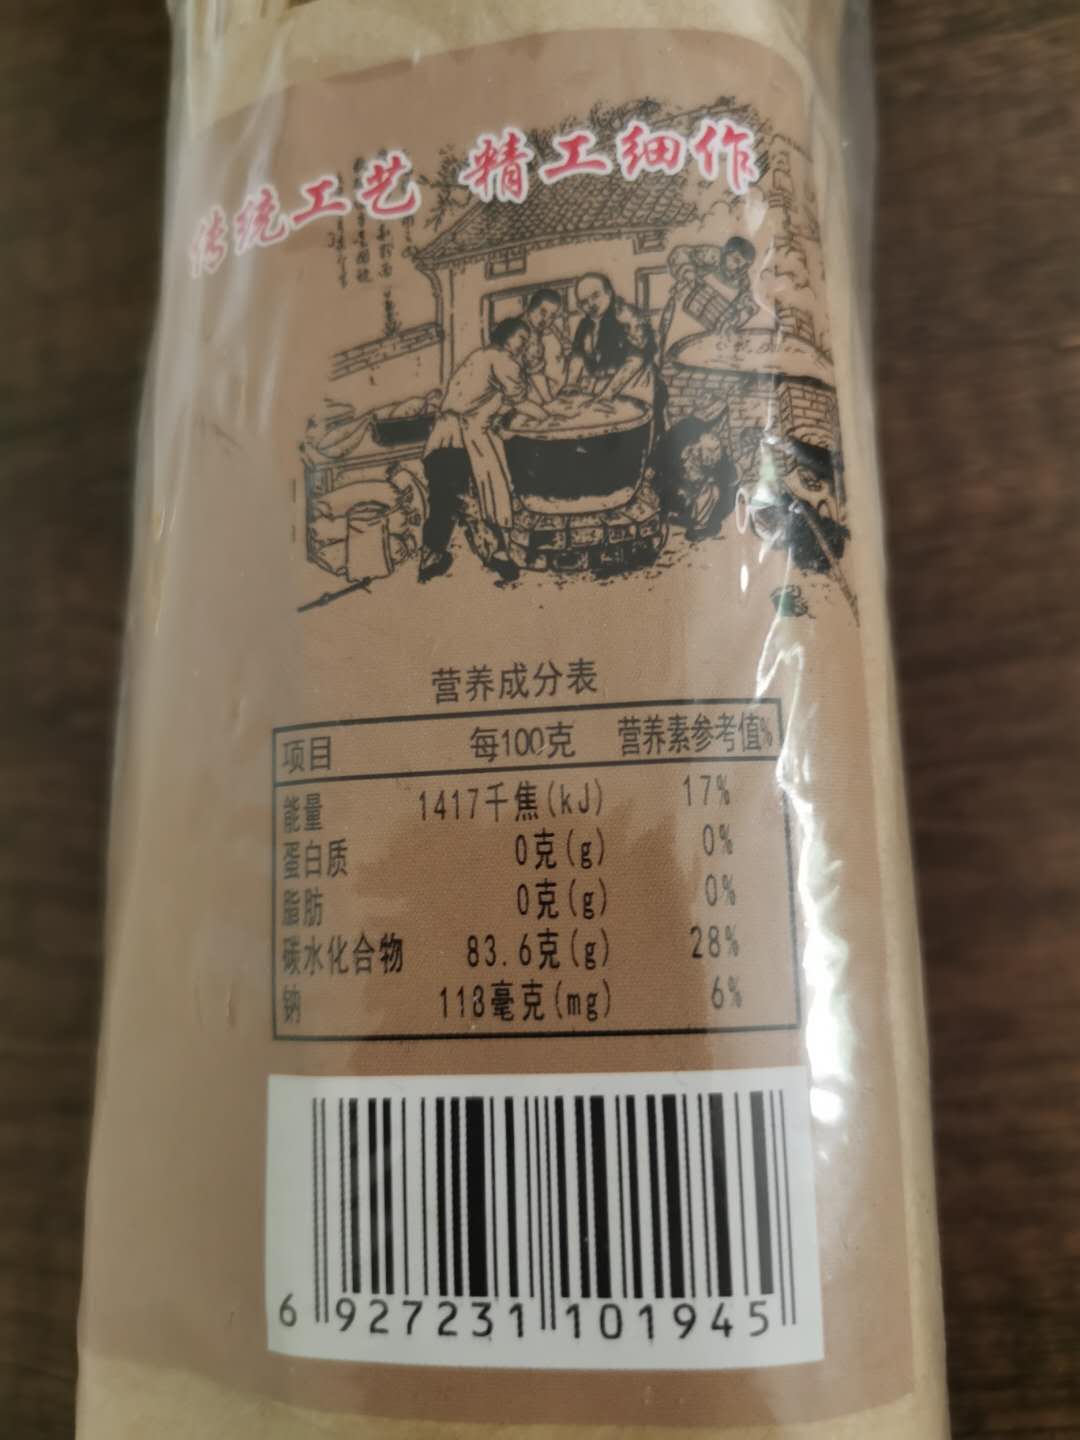 传统工艺 精工细作
营养成分表
项目 每100克 营养素参考值%
能量 1417千焦(kJ) 17%
蛋白质 0克(g) 0%
脂肪 0克(g) 0%
碳水化合物 83.6克(g) 28%
钠 118毫克(mg) 6%
6 927231 101945